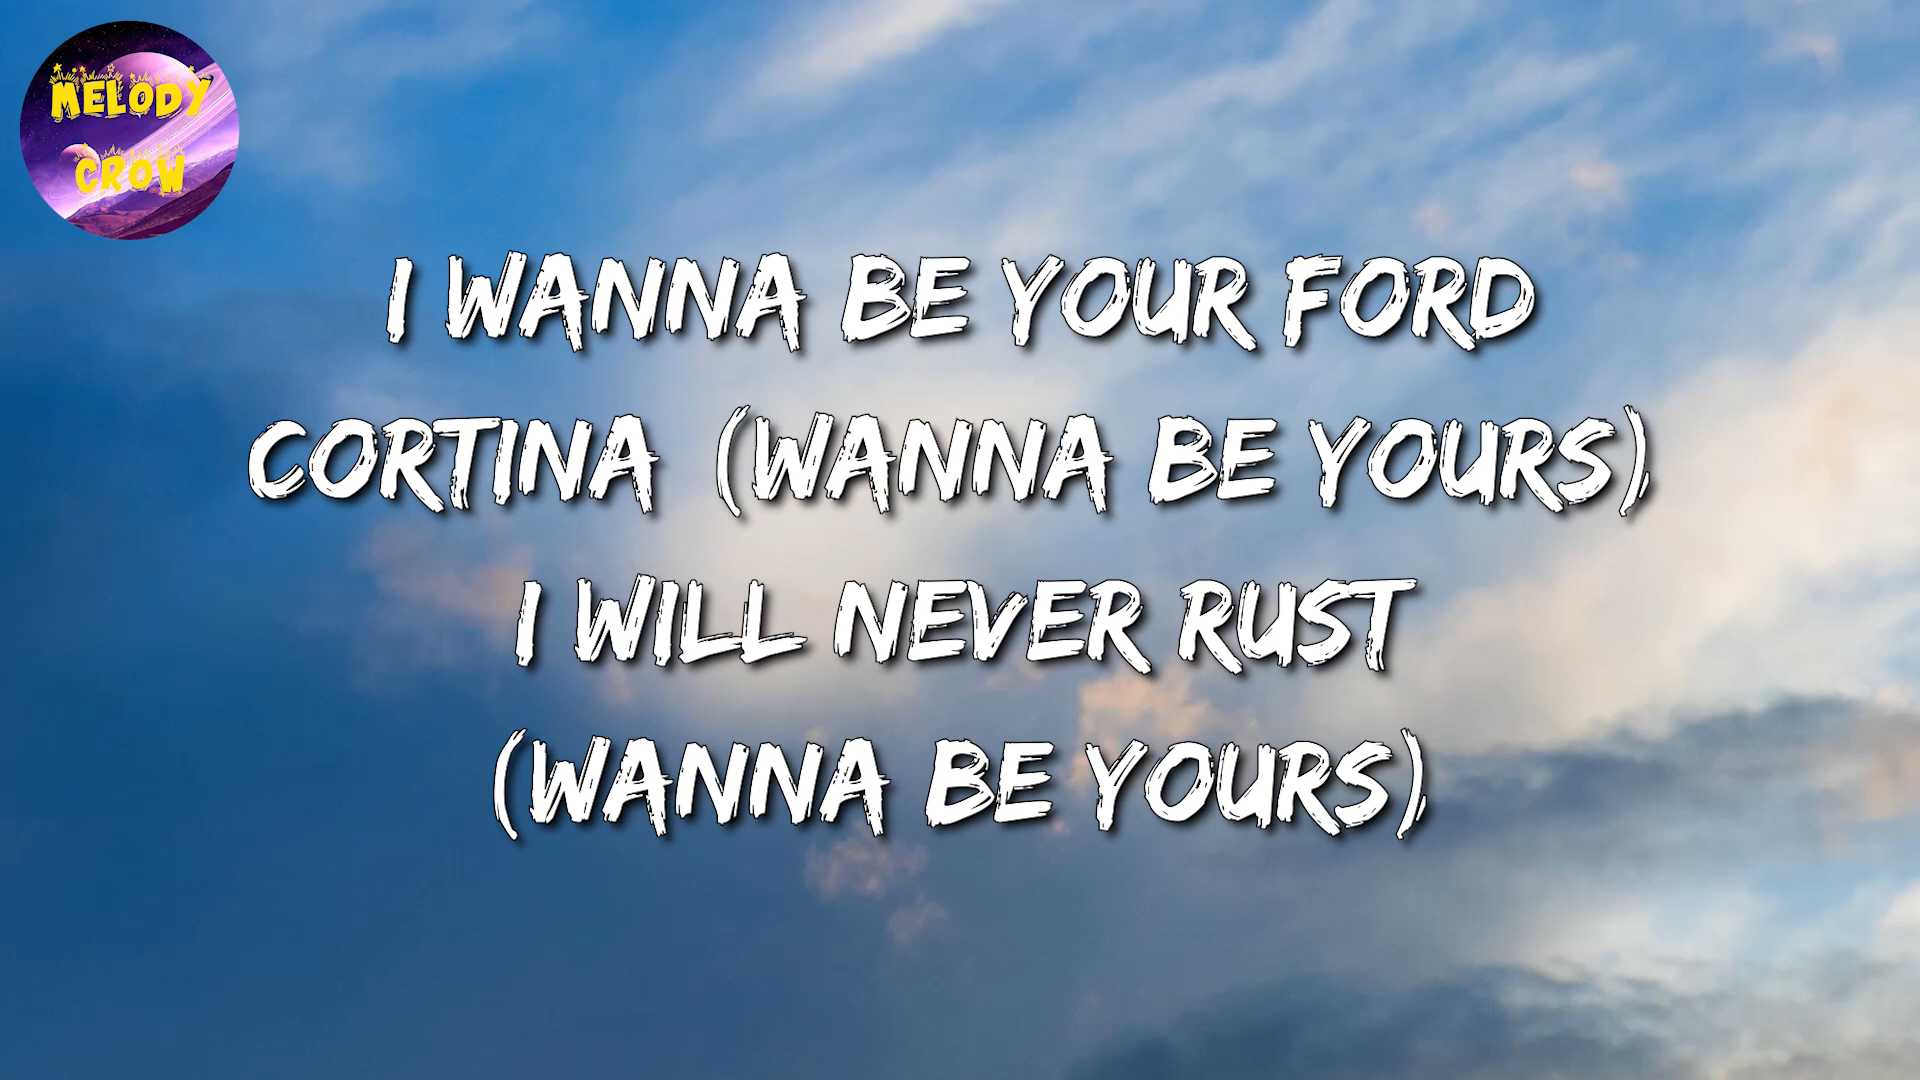 MELODY
CROW
I WANNA BE YOUR FORD
CORTINA (WANNA BE YOURS)
I WILL NEVER RUST
(WANNA BE YOURS)